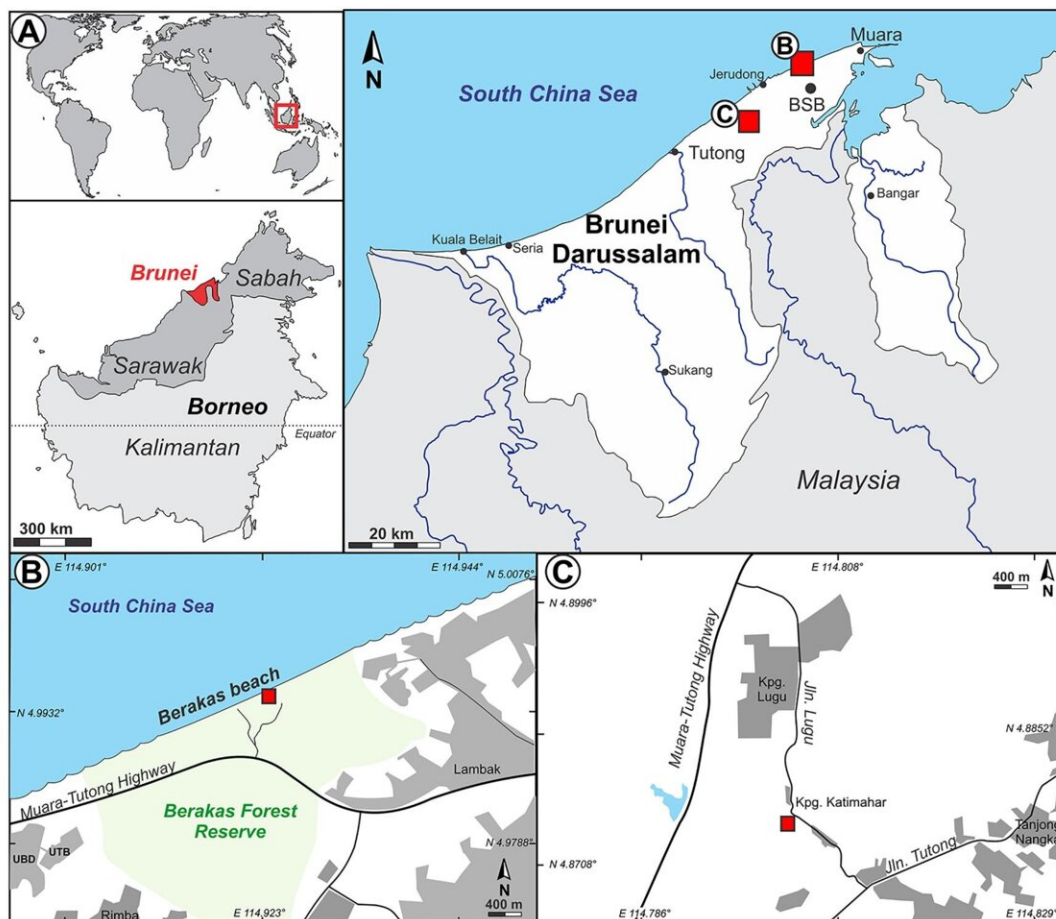 A
Brunei
Sabah
Sarawak
Borneo
Equator
Kalimantan
300 km
N
South China Sea
B
Muara
Jerudong
BSB
C
Tutong
Bangar
Kuala Belait
Seria
Brunei
Darussalam
Sukang
Malaysia
20 km
B
E 114.901
E 114.944
N 5.0076°
South China Sea
Berakas beach
N 4.9932°
Lambak
Muara-Tutong Highway
Berakas Forest
Reserve
N 4.9788°
UBD
UTB
Rimba
E 114.923°
N
400 m
C
E 114.808°
400 m
N
N 4.8996°
Muara-Tutong Highway
Kpg.
Lugu
Jln. Lugu
N 4.8852°
Kpg. Katimahar
Tanjong
Nangka
Jln. Tutong
N 4.8708°
E 114.786°
E 114.829°